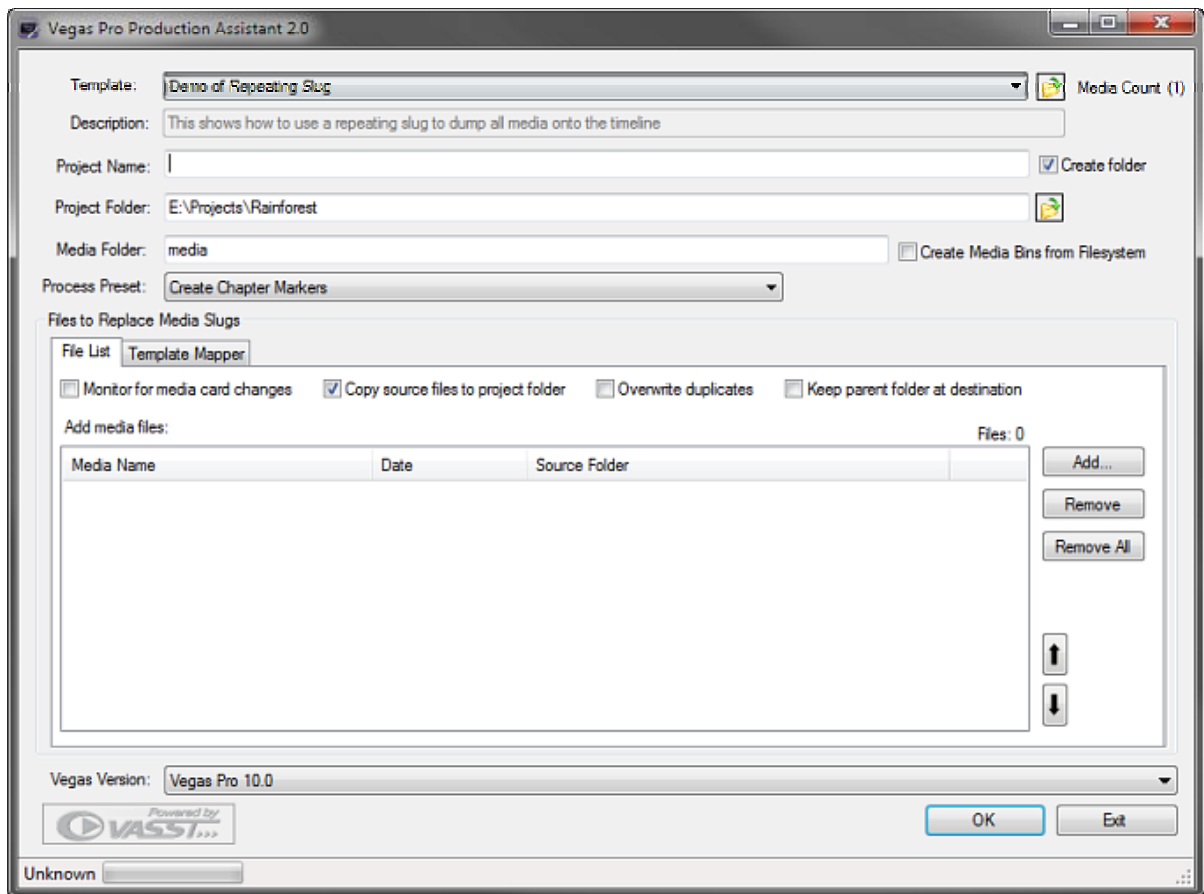 Vegas Pro Production Assistant 2.0
Template: Demo of Repeating Slug Media Count (1)
Description: This shows how to use a repeating slug to dump all media onto the timeline
Project Name: Create folder
Project Folder: E:\Projects\Rainforest
Media Folder: media Create Media Bins from Filesystem
Process Preset: Create Chapter Markers
Files to Replace Media Slugs
File List Template Mapper
Monitor for media card changes Copy source files to project folder Overwrite duplicates Keep parent folder at destination
Add media files: Files: 0
Media Name Date Source Folder Add...
Remove
Remove All
Vegas Version: Vegas Pro 10.0
Powered by
VASST... OK Exit
Unknown